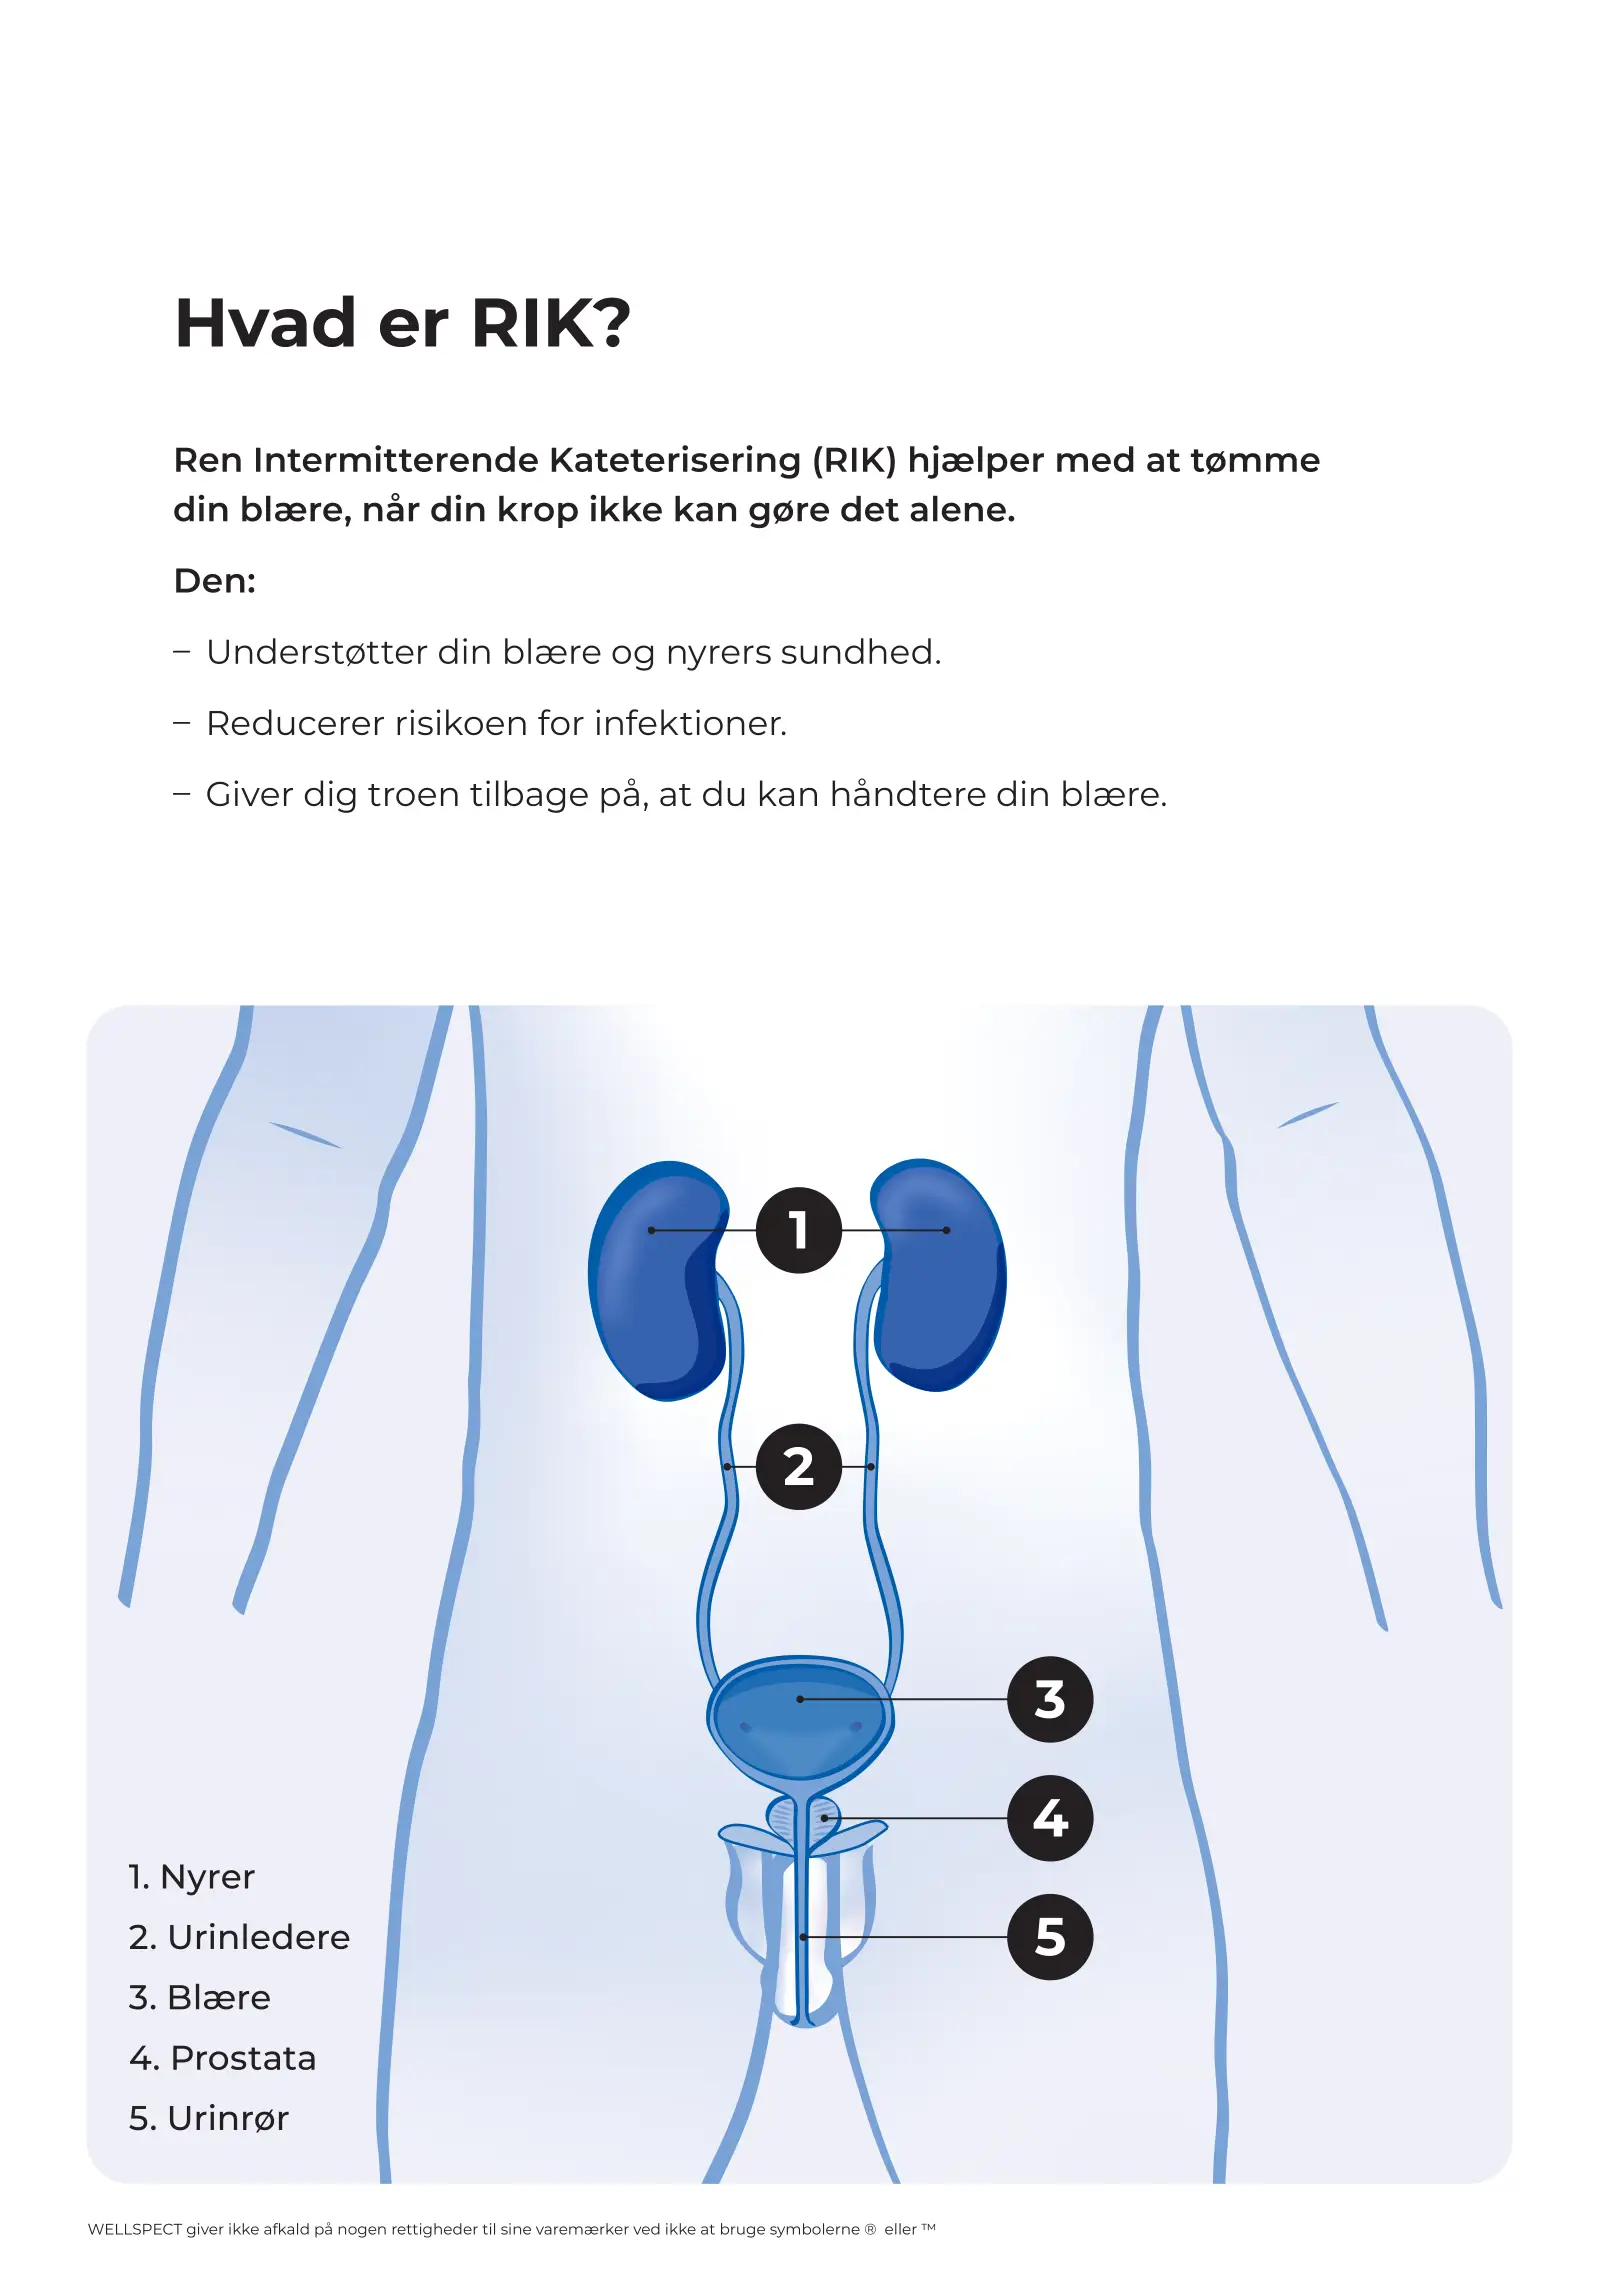 Hvad er RIK?
Ren Intermitterende Kateterisering (RIK) hjælper med at tømme
din blære, når din krop ikke kan gøre det alene.
Den:
– Understøtter din blære og nyrers sundhed.
– Reducerer risikoen for infektioner.
– Giver dig troen tilbage på, at du kan håndtere din blære.
1
2
3
4
5
1. Nyrer
2. Urinledere
3. Blære
4. Prostata
5. Urinrør
WELLSPECT giver ikke afkald på nogen rettigheder til sine varemærker ved ikke at bruge symbolerne ® eller ™